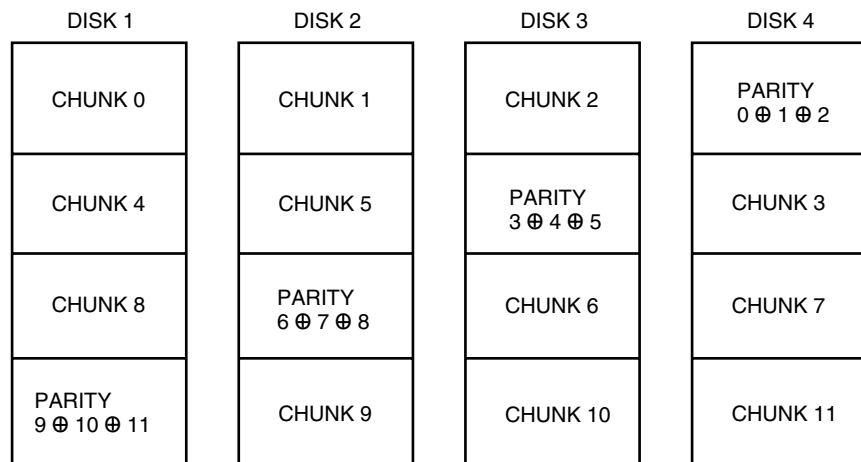 DISK 1
DISK 2
DISK 3
DISK 4
CHUNK 0
CHUNK 1
CHUNK 2
PARITY
0 ⊕ 1 ⊕ 2
CHUNK 4
CHUNK 5
PARITY
3 ⊕ 4 ⊕ 5
CHUNK 3
CHUNK 8
PARITY
6 ⊕ 7 ⊕ 8
CHUNK 6
CHUNK 7
PARITY
9 ⊕ 10 ⊕ 11
CHUNK 9
CHUNK 10
CHUNK 11